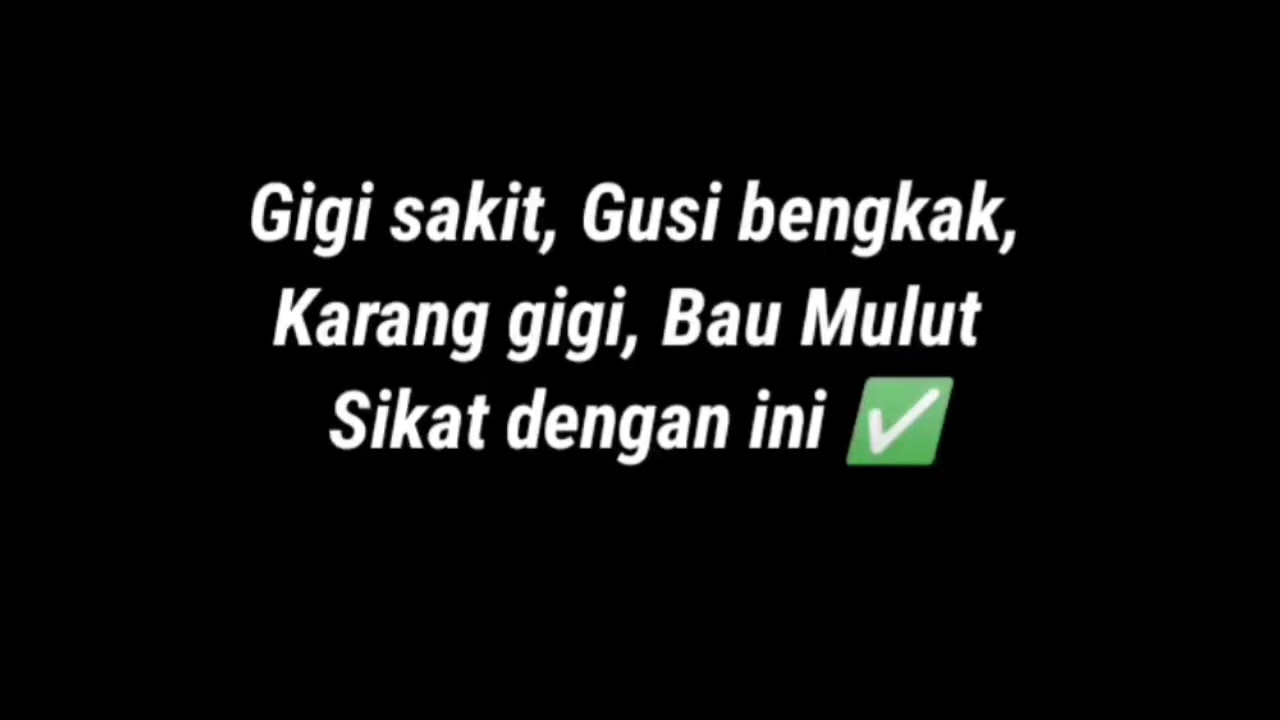 Gigi sakit, Gusi bengkak,
Karang gigi, Bau Mulut
Sikat dengan ini ✅